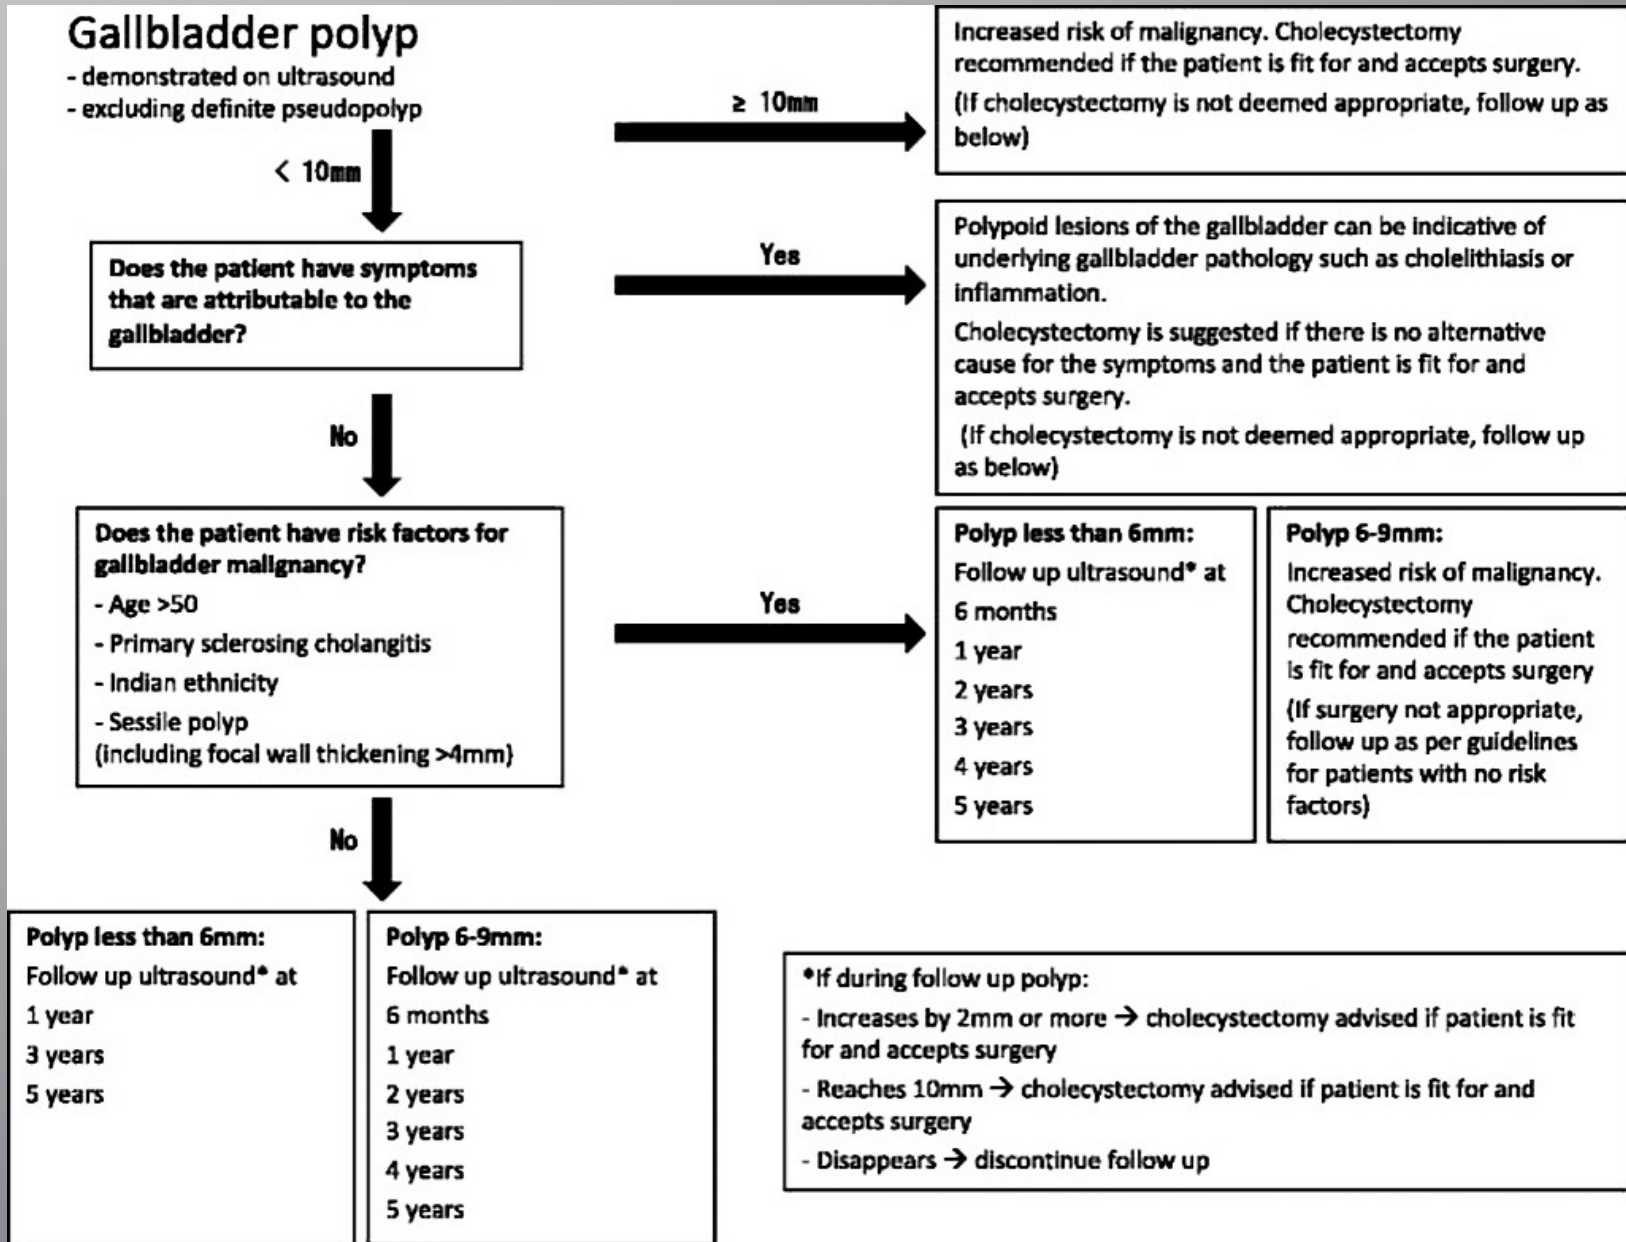 Gallbladder polyp
- demonstrated on ultrasound
- excluding definite pseudopolyp
≥ 10mm
Increased risk of malignancy. Cholecystectomy
recommended if the patient is fit for and accepts surgery.
(If cholecystectomy is not deemed appropriate, follow up as
below)
< 10mm
Does the patient have symptoms
that are attributable to the
gallbladder?
Yes
Polypoid lesions of the gallbladder can be indicative of
underlying gallbladder pathology such as cholelithiasis or
inflammation.
Cholecystectomy is suggested if there is no alternative
cause for the symptoms and the patient is fit for and
accepts surgery.
(If cholecystectomy is not deemed appropriate, follow up
as below)
No
Does the patient have risk factors for
gallbladder malignancy?
- Age >50
- Primary sclerosing cholangitis
- Indian ethnicity
- Sessile polyp
(including focal wall thickening >4mm)
Yes
Polyp less than 6mm:
Follow up ultrasound* at
6 months
1 year
2 years
3 years
4 years
5 years
Polyp 6-9mm:
Increased risk of malignancy.
Cholecystectomy
recommended if the patient
is fit for and accepts surgery
(If surgery not appropriate,
follow up as per guidelines
for patients with no risk
factors)
No
Polyp less than 6mm:
Follow up ultrasound* at
1 year
3 years
5 years
Polyp 6-9mm:
Follow up ultrasound* at
6 months
1 year
2 years
3 years
4 years
5 years
*If during follow up polyp:
- Increases by 2mm or more → cholecystectomy advised if patient is fit
for and accepts surgery
- Reaches 10mm → cholecystectomy advised if patient is fit for and
accepts surgery
- Disappears → discontinue follow up